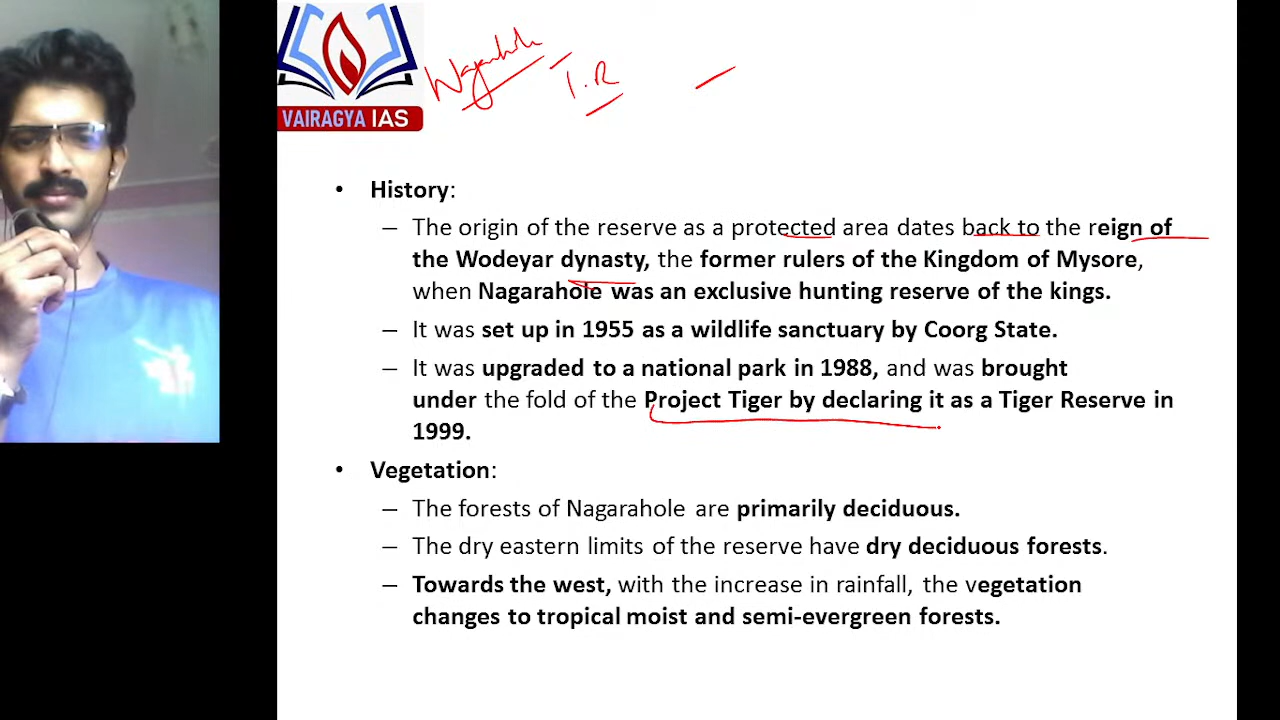 Nagarahole
T.R
VAIRAGYA IAS
• History:
– The origin of the reserve as a protected area dates back to the reign of
the Wodeyar dynasty, the former rulers of the Kingdom of Mysore,
when Nagarahole was an exclusive hunting reserve of the kings.
– It was set up in 1955 as a wildlife sanctuary by Coorg State.
– It was upgraded to a national park in 1988, and was brought
under the fold of the Project Tiger by declaring it as a Tiger Reserve in
1999.
• Vegetation:
– The forests of Nagarahole are primarily deciduous.
– The dry eastern limits of the reserve have dry deciduous forests.
– Towards the west, with the increase in rainfall, the vegetation
changes to tropical moist and semi-evergreen forests.